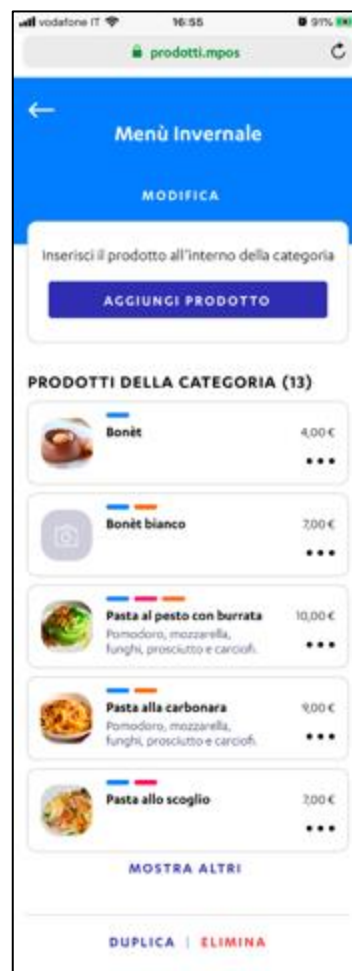 vodafone IT 16:55 91%
prodotti.mpos
Menù Invernale
MODIFICA
Inserisci il prodotto all'interno della categoria
AGGIUNGI PRODOTTO
PRODOTTI DELLA CATEGORIA (13)
Bonèt 4,00 €
Bonèt bianco 7,00 €
Pasta al pesto con burrata 10,00 €
Pomodoro, mozzarella,
funghi, prosciutto e carciofi.
Pasta alla carbonara 9,00 €
Pomodoro, mozzarella,
funghi, prosciutto e carciofi.
Pasta allo scoglio 7,00 €
MOSTRA ALTRI
DUPLICA | ELIMINA